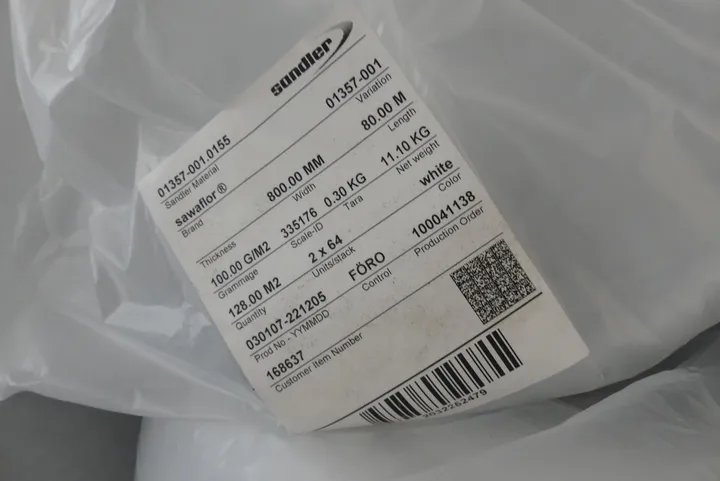 sandler
01357-001.0155 01357-001
Sandler Material Variation
sawaflor ® 800.00 MM 80.00 M
Brand Width Length
335176 0.30 KG 11.10 KG
Thickness Scale-ID Tara Net weight
100.00 G/M2 2 x 64 white
Grammage Units/stack Color
128.00 M2 FÖRO 100041138
Quantity Control Production Order
030107-221205
Prod No - YYMMDD
168637
Customer Item Number